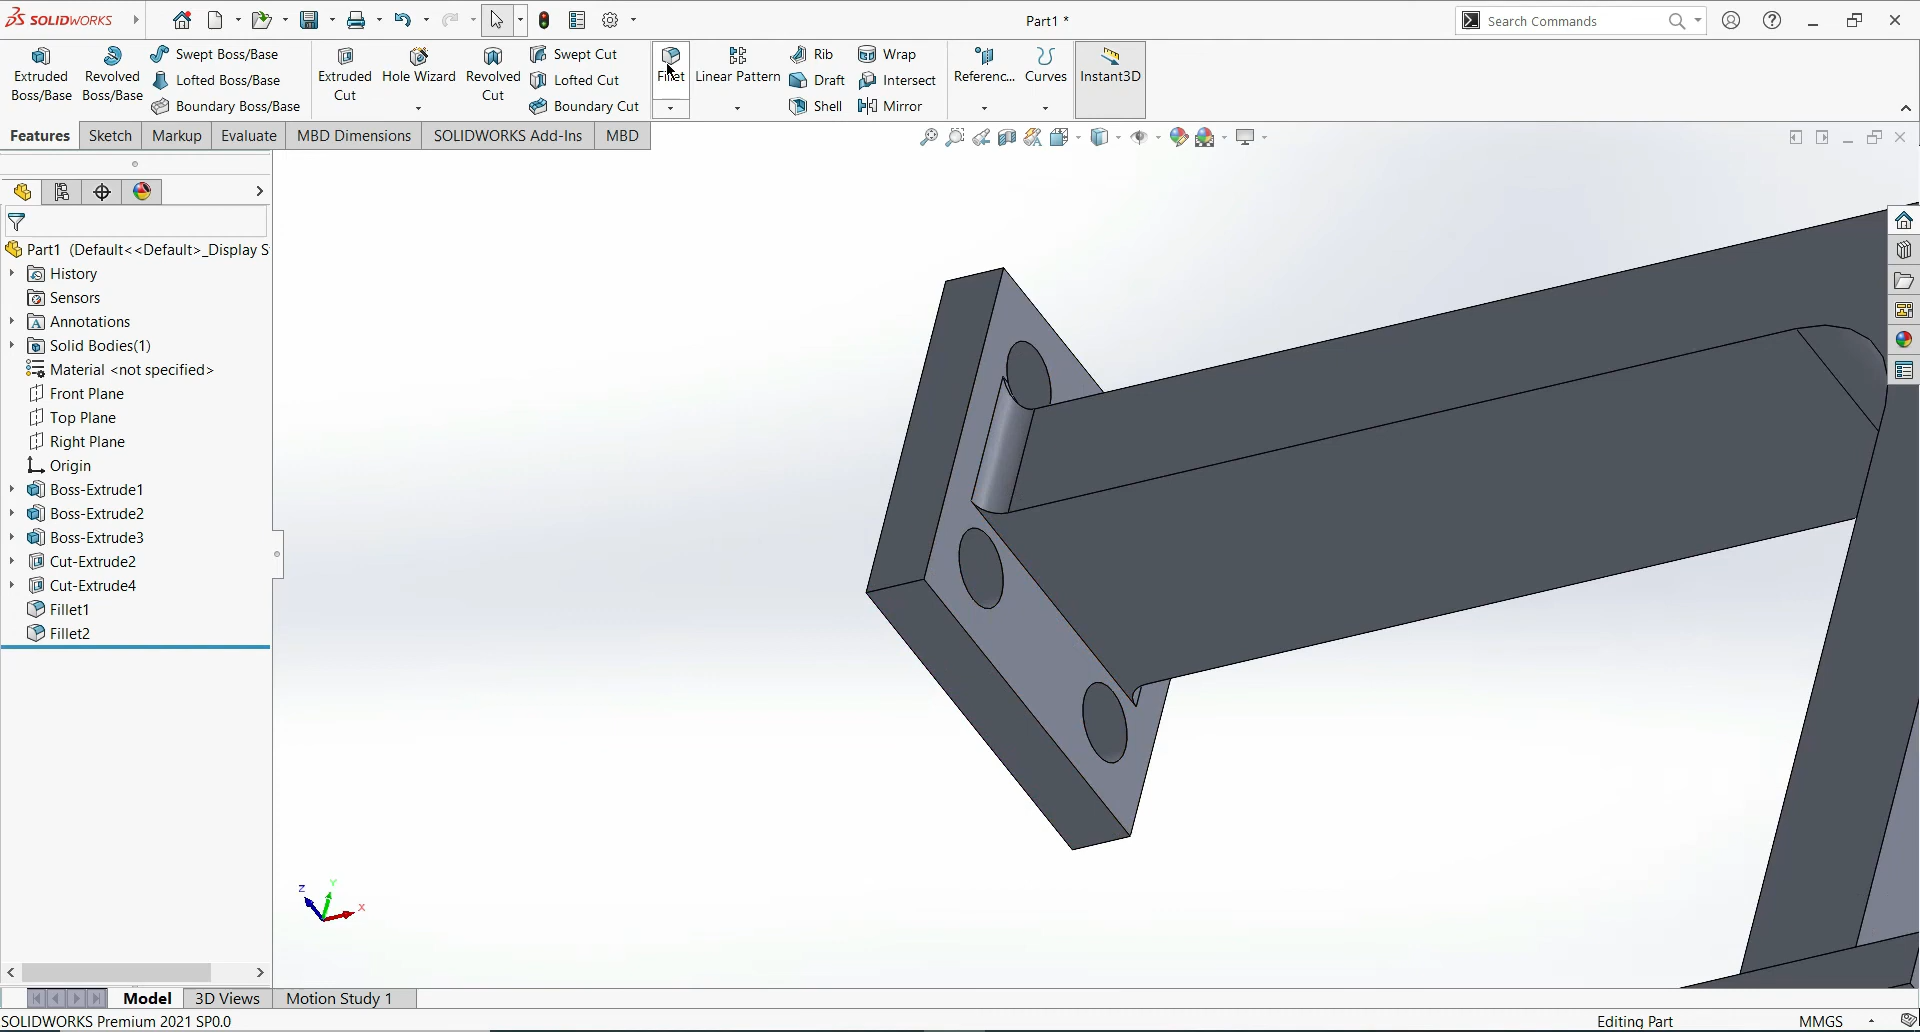 SOLIDWORKS
Part1 *
Search Commands
Extruded Boss/Base
Revolved Boss/Base
Swept Boss/Base
Lofted Boss/Base
Boundary Boss/Base
Extruded Cut
Hole Wizard
Revolved Cut
Swept Cut
Lofted Cut
Boundary Cut
Fillet
Linear Pattern
Rib
Draft
Shell
Wrap
Intersect
Mirror
Referenc...
Curves
Instant3D
Features
Sketch
Markup
Evaluate
MBD Dimensions
SOLIDWORKS Add-Ins
MBD
Part1 (Default<<Default>_Display S
History
Sensors
Annotations
Solid Bodies(1)
Material <not specified>
Front Plane
Top Plane
Right Plane
Origin
Boss-Extrude1
Boss-Extrude2
Boss-Extrude3
Cut-Extrude2
Cut-Extrude4
Fillet1
Fillet2
Z
Y
X
Model
3D Views
Motion Study 1
SOLIDWORKS Premium 2021 SP0.0
Editing Part
MMGS